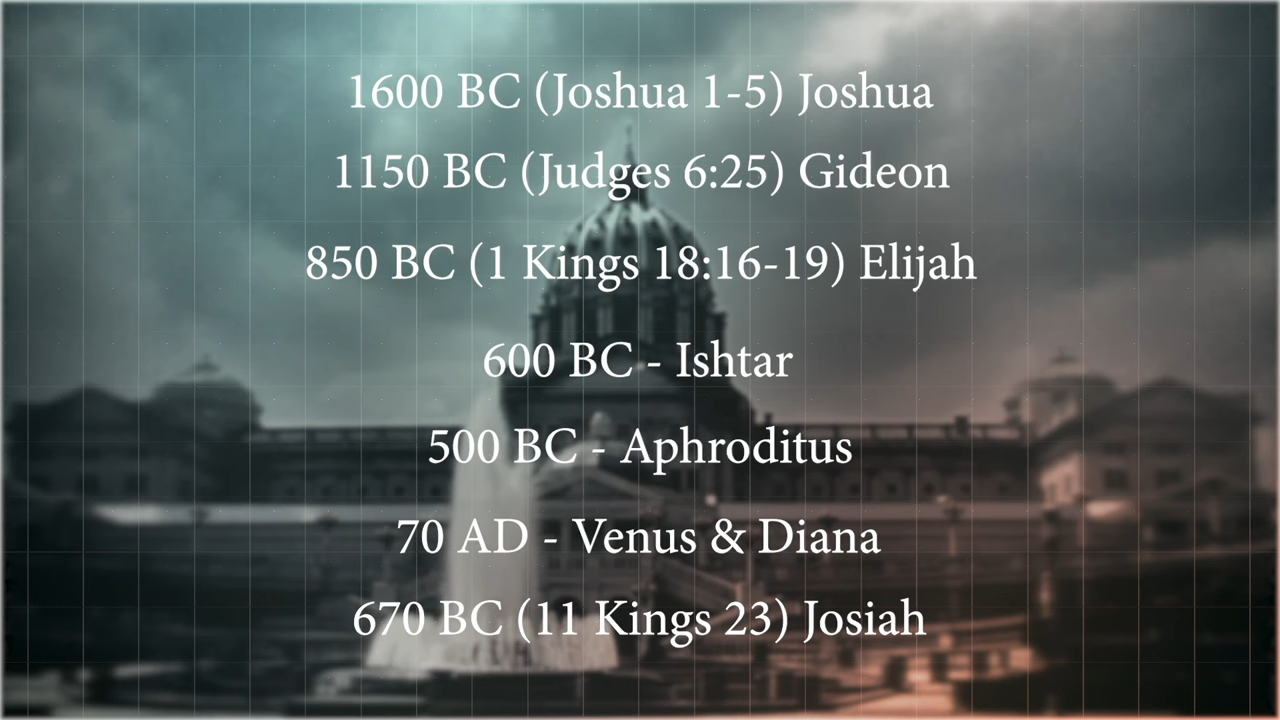 1600 BC (Joshua 1-5) Joshua
1150 BC (Judges 6:25) Gideon
850 BC (1 Kings 18:16-19) Elijah
600 BC - Ishtar
500 BC - Aphroditus
70 AD - Venus & Diana
670 BC (11 Kings 23) Josiah